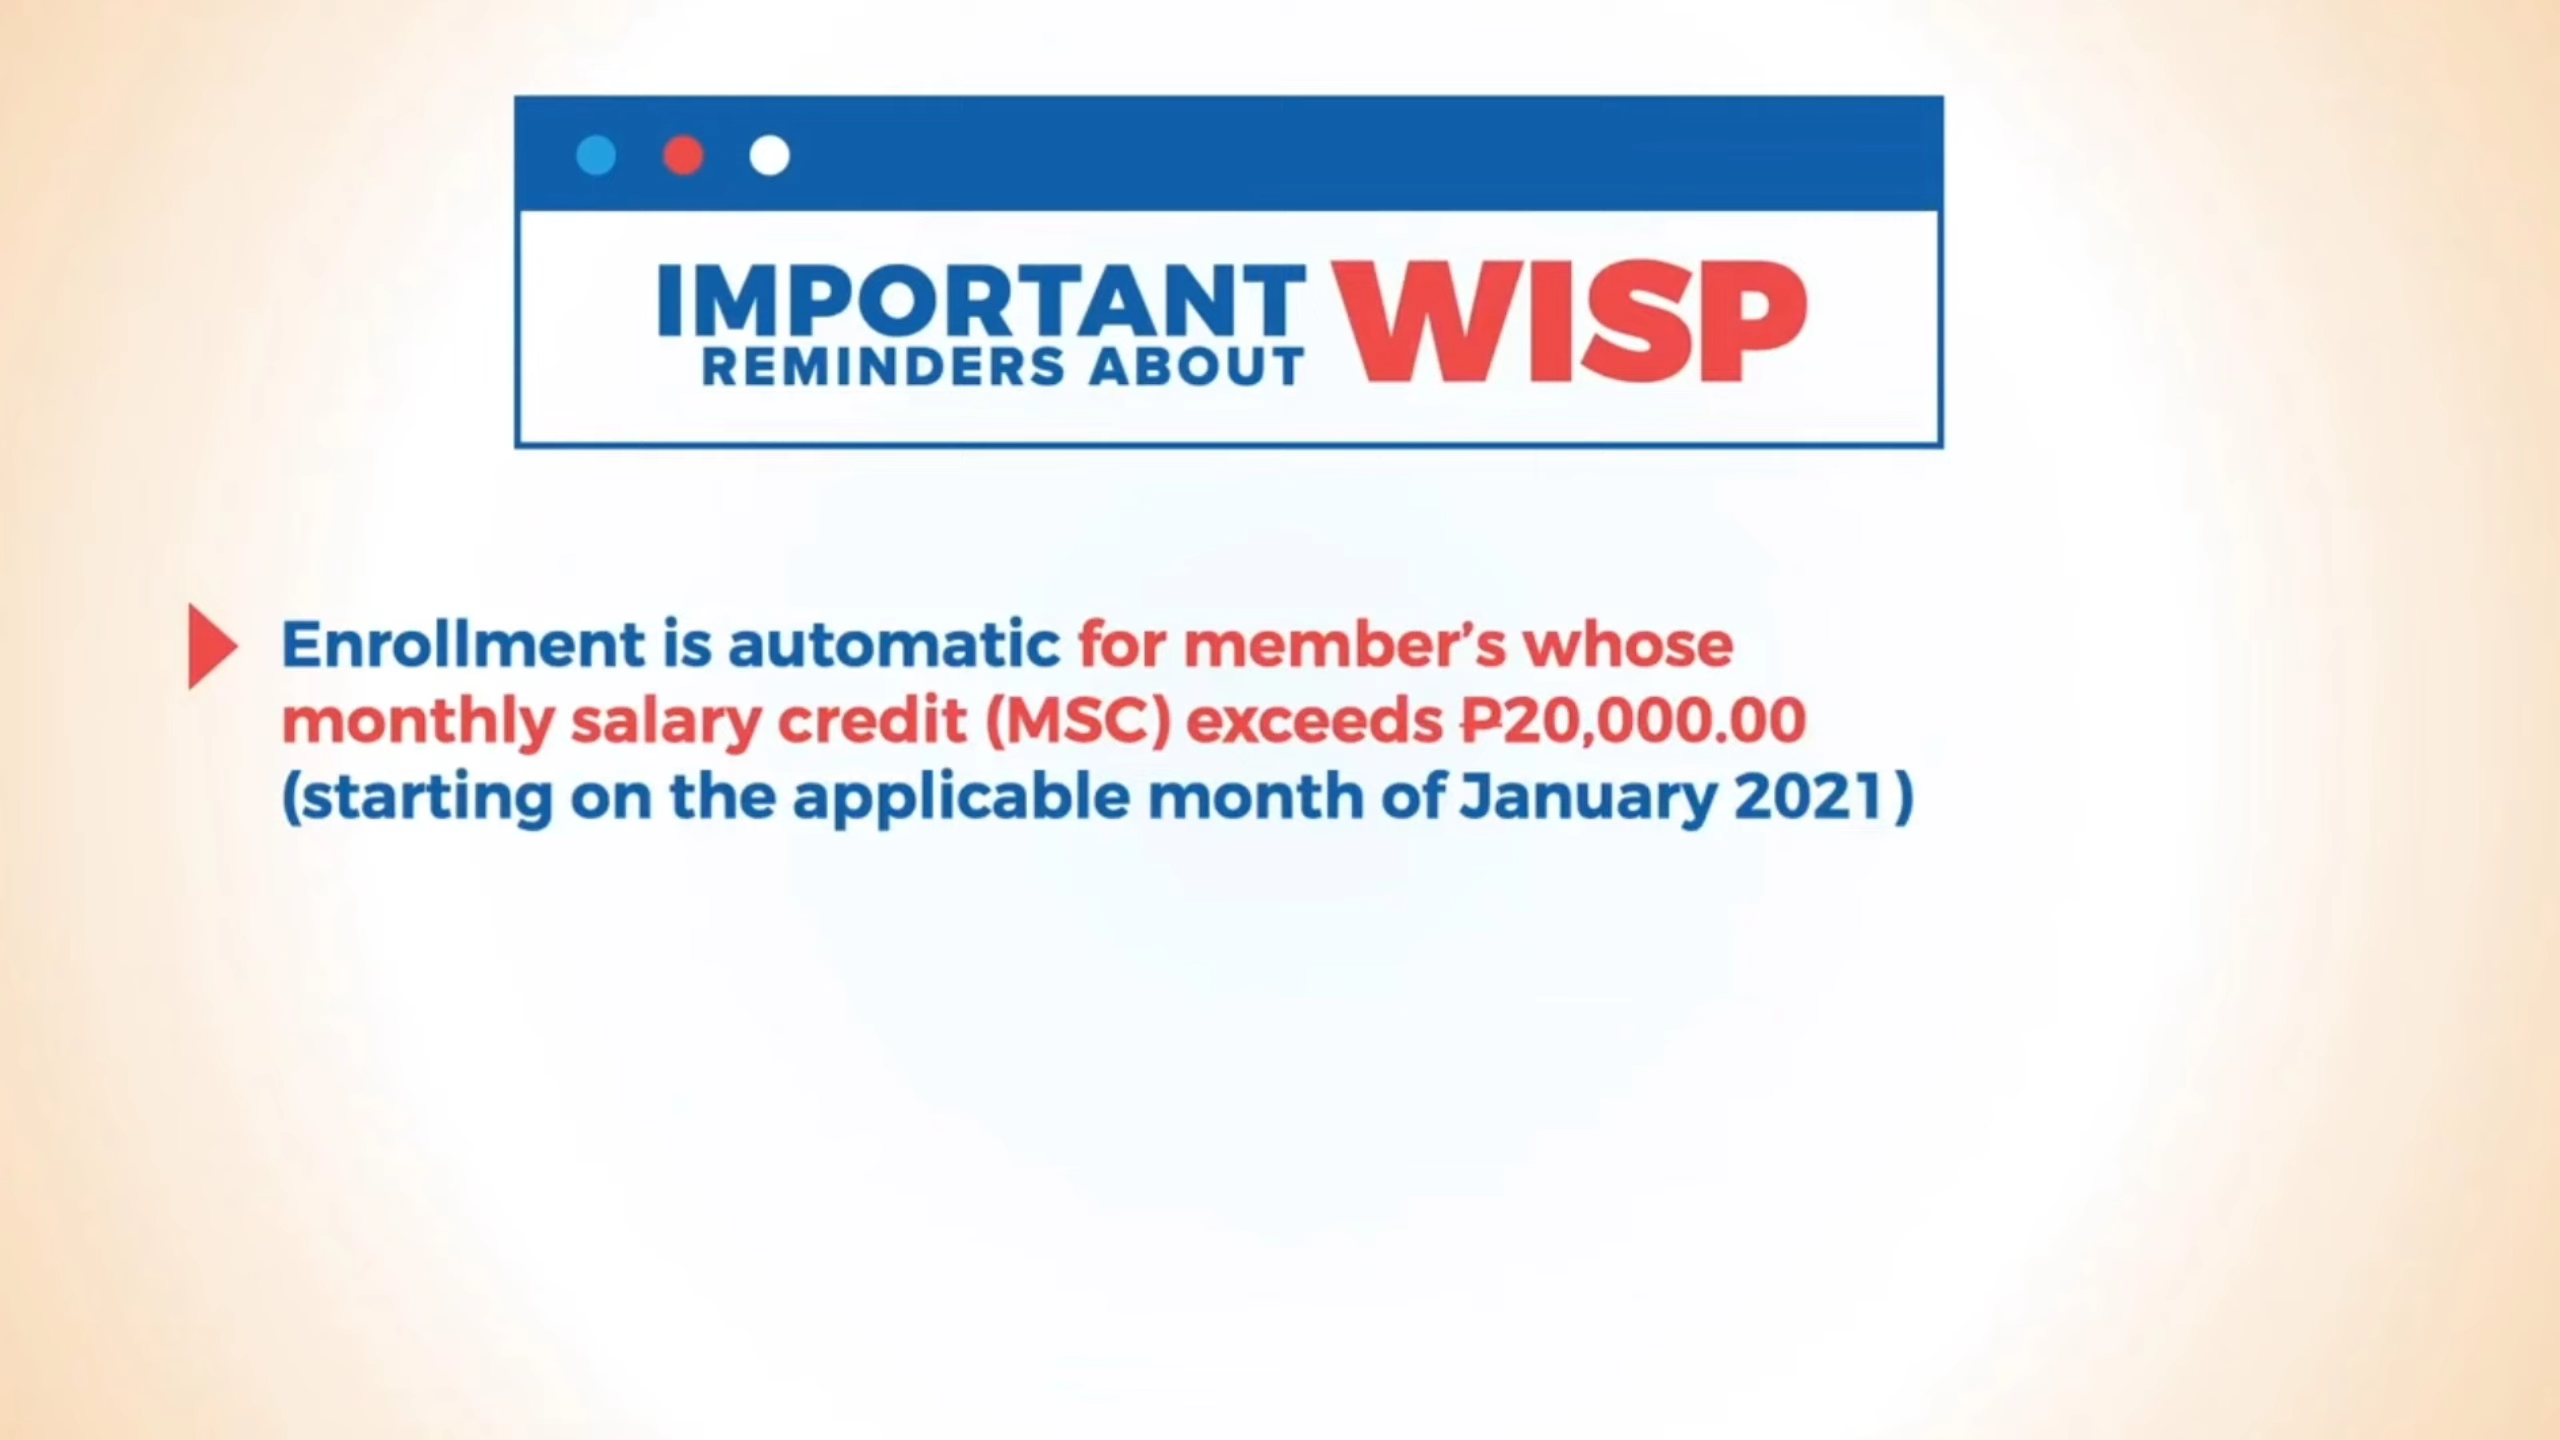 IMPORTANT
REMINDERS ABOUT WISP
Enrollment is automatic for member’s whose
monthly salary credit (MSC) exceeds ₱20,000.00
(starting on the applicable month of January 2021)